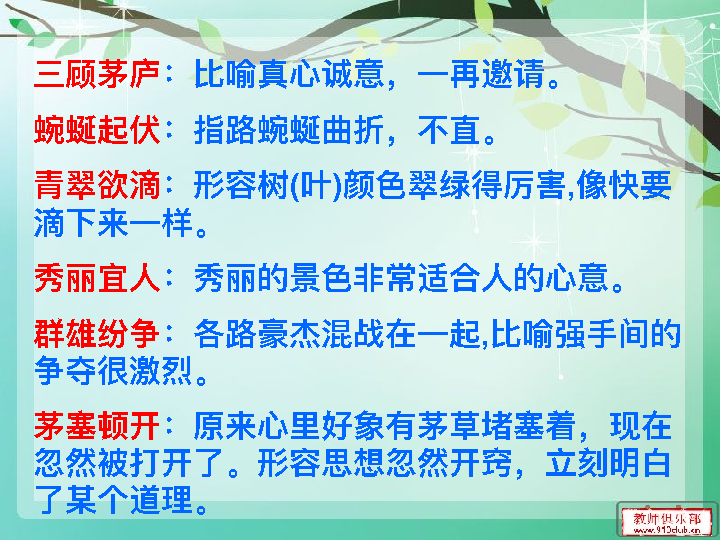 三顾茅庐：比喻真心诚意，一再邀请。
蜿蜒起伏：指路蜿蜒曲折，不直。
青翠欲滴：形容树(叶)颜色翠绿得厉害,像快要
滴下来一样。
秀丽宜人：秀丽的景色非常适合人的心意。
群雄纷争：各路豪杰混战在一起,比喻强手间的
争夺很激烈。
茅塞顿开：原来心里好象有茅草堵塞着，现在
忽然被打开了。形容思想忽然开窍，立刻明白
了某个道理。
教师俱乐部
www.910club.cn